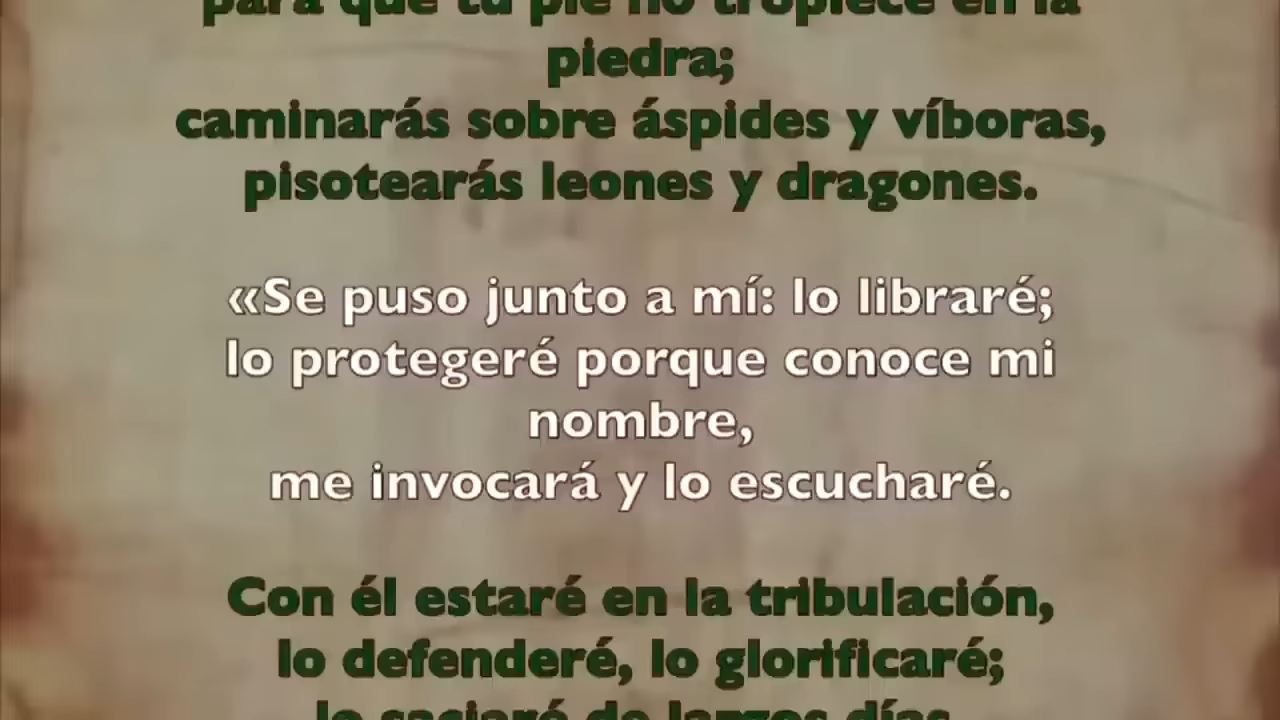 para que tu pie no tropiece en la
piedra;
caminarás sobre áspides y víboras,
pisotearás leones y dragones.
«Se puso junto a mí: lo libraré;
lo protegeré porque conoce mi
nombre,
me invocará y lo escucharé.
Con él estaré en la tribulación,
lo defenderé, lo glorificaré;
lo saciaré de largos días